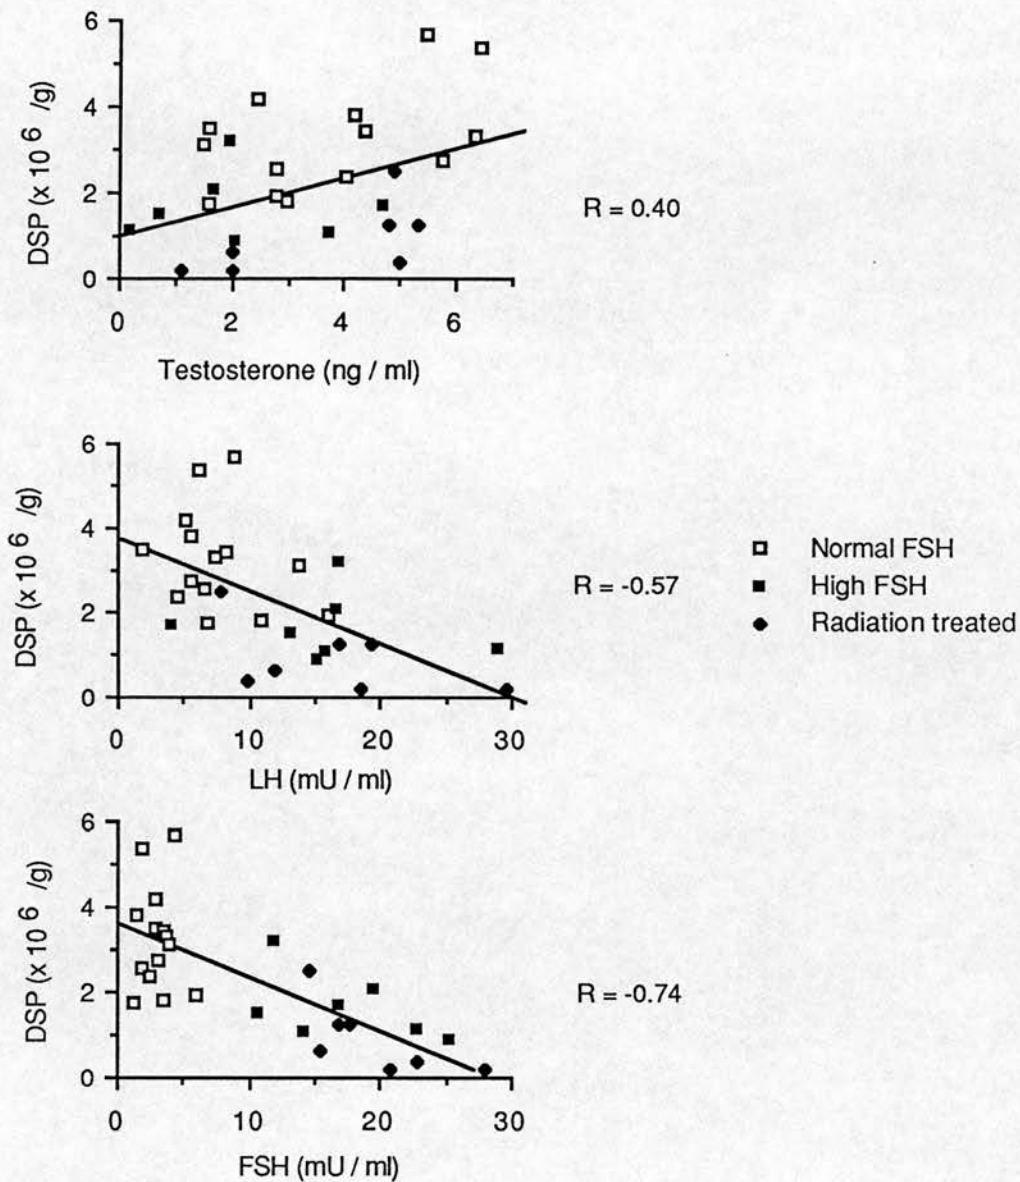 6
4
2
0
DSP (x 10 6 /g)
R = 0.40
0 2 4 6
Testosterone (ng / ml)
6
4
2
0
DSP (x 10 6 /g)
R = -0.57
Normal FSH
High FSH
Radiation treated
0 10 20 30
LH (mU / ml)
6
4
2
0
DSP (x 10 6 /g)
R = -0.74
0 10 20 30
FSH (mU / ml)